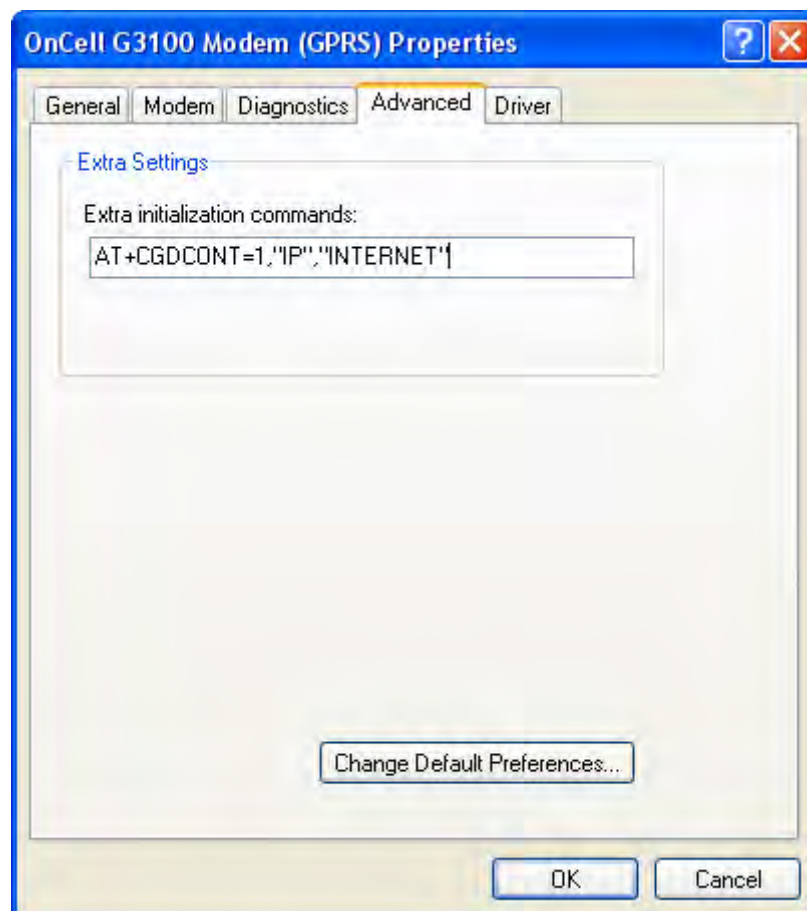 OnCell G3100 Modem (GPRS) Properties
General Modem Diagnostics Advanced Driver
Extra Settings
Extra initialization commands:
AT+CGDCONT=1,"IP","INTERNET"
Change Default Preferences...
OK Cancel